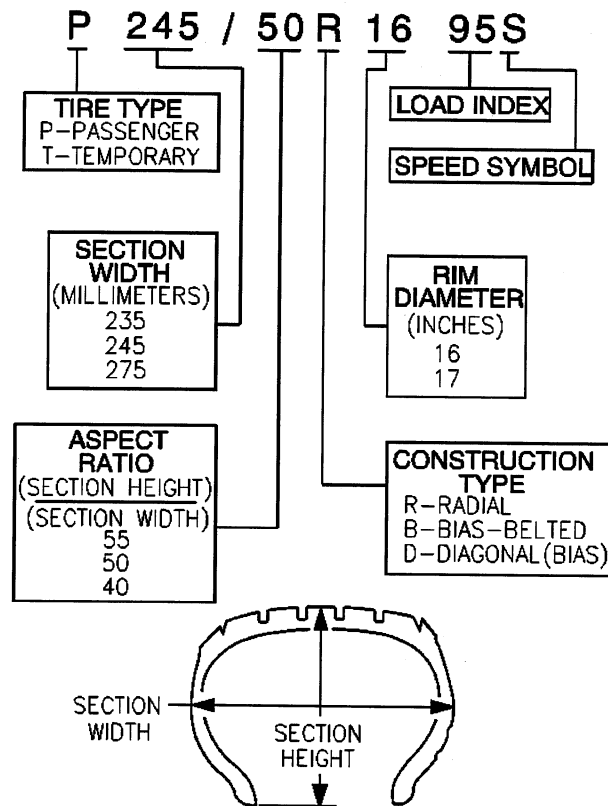 P 245 / 50 R 16 95S
TIRE TYPE
P-PASSENGER
T-TEMPORARY
LOAD INDEX
SPEED SYMBOL
SECTION
WIDTH
(MILLIMETERS)
235
245
275
RIM
DIAMETER
(INCHES)
16
17
ASPECT
RATIO
(SECTION HEIGHT)
(SECTION WIDTH)
55
50
40
CONSTRUCTION
TYPE
R-RADIAL
B-BIAS-BELTED
D-DIAGONAL(BIAS)
SECTION
WIDTH
SECTION
HEIGHT